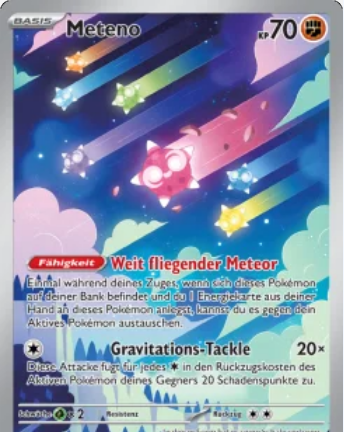 BASIS Meteno KP70
Fähigkeit Weit fliegender Meteor
Einmal während deines Zuges, wenn sich dieses Pokémon
auf deiner Bank befindet und du 1 Energiekarte aus deiner
Hand an dieses Pokémon anlegst, kannst du es gegen dein
Aktives Pokémon austauschen.
Gravitations-Tackle 20×
Diese Attacke fügt für jedes in den Rückzugskosten des
Aktiven Pokémon deines Gegners 20 Schadenspunkte zu.
Schwäche ×2 Resistenz Rückzug